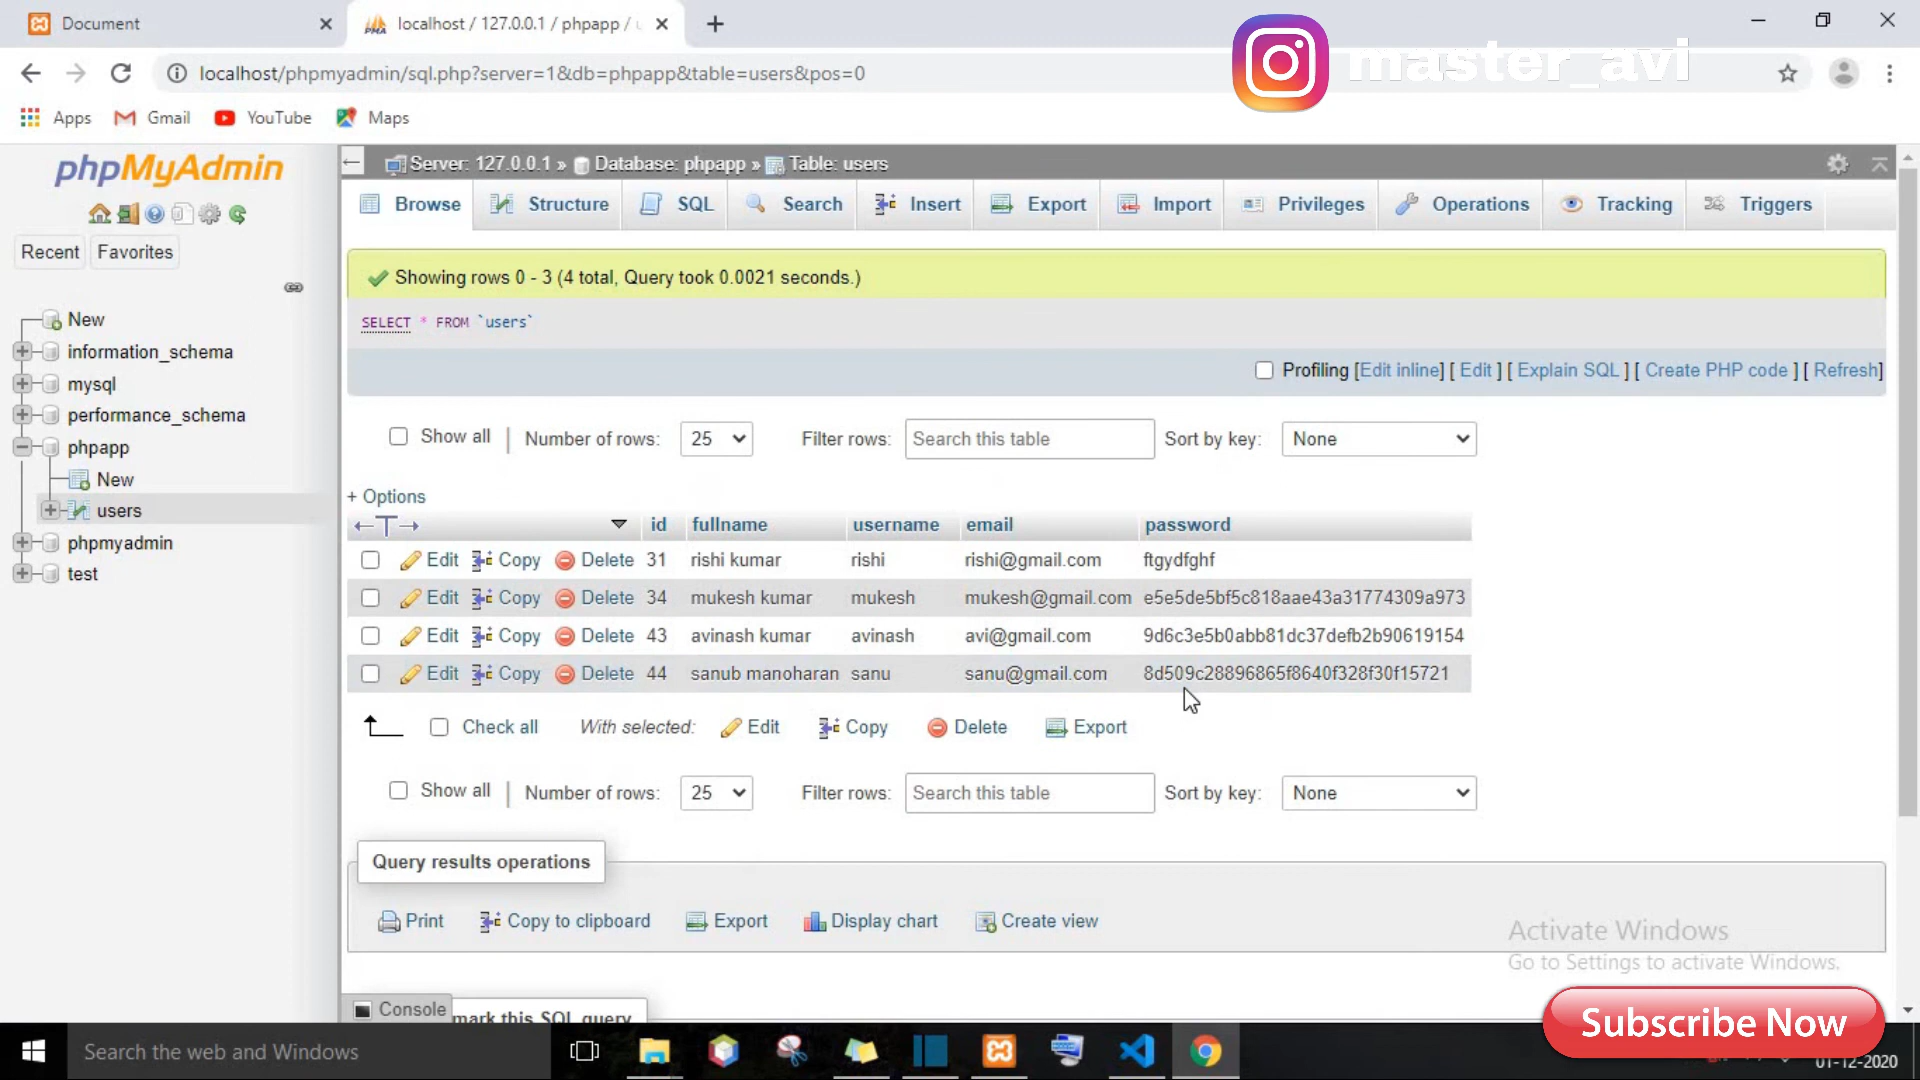 Document
localhost / 127.0.0.1 / phpapp / u
master_avi
localhost/phpmyadmin/sql.php?server=1&db=phpapp&table=users&pos=0
Apps Gmail YouTube Maps
phpMyAdmin
Recent Favorites
New
information_schema
mysql
performance_schema
phpapp
New
users
phpmyadmin
test
Server: 127.0.0.1 » Database: phpapp » Table: users
Browse Structure SQL Search Insert Export Import Privileges Operations Tracking Triggers
Showing rows 0 - 3 (4 total, Query took 0.0021 seconds.)
SELECT * FROM `users`
Profiling [Edit inline] [ Edit ] [ Explain SQL ] [ Create PHP code ] [ Refresh]
Show all Number of rows: 25 Filter rows: Search this table Sort by key: None
+ Options
id fullname username email password
Edit Copy Delete 31 rishi kumar rishi rishi@gmail.com ftgydfghf
Edit Copy Delete 34 mukesh kumar mukesh mukesh@gmail.com e5e5de5bf5c818aae43a31774309a973
Edit Copy Delete 43 avinash kumar avinash avi@gmail.com 9d6c3e5b0abb81dc37defb2b90619154
Edit Copy Delete 44 sanub manoharan sanu sanu@gmail.com 8d509c28896865f8640f328f30f15721
Check all With selected: Edit Copy Delete Export
Show all Number of rows: 25 Filter rows: Search this table Sort by key: None
Query results operations
Print Copy to clipboard Export Display chart Create view
Activate Windows
Go to Settings to activate Windows.
Console
mark this SQL query
Subscribe Now
Search the web and Windows
01-12-2020